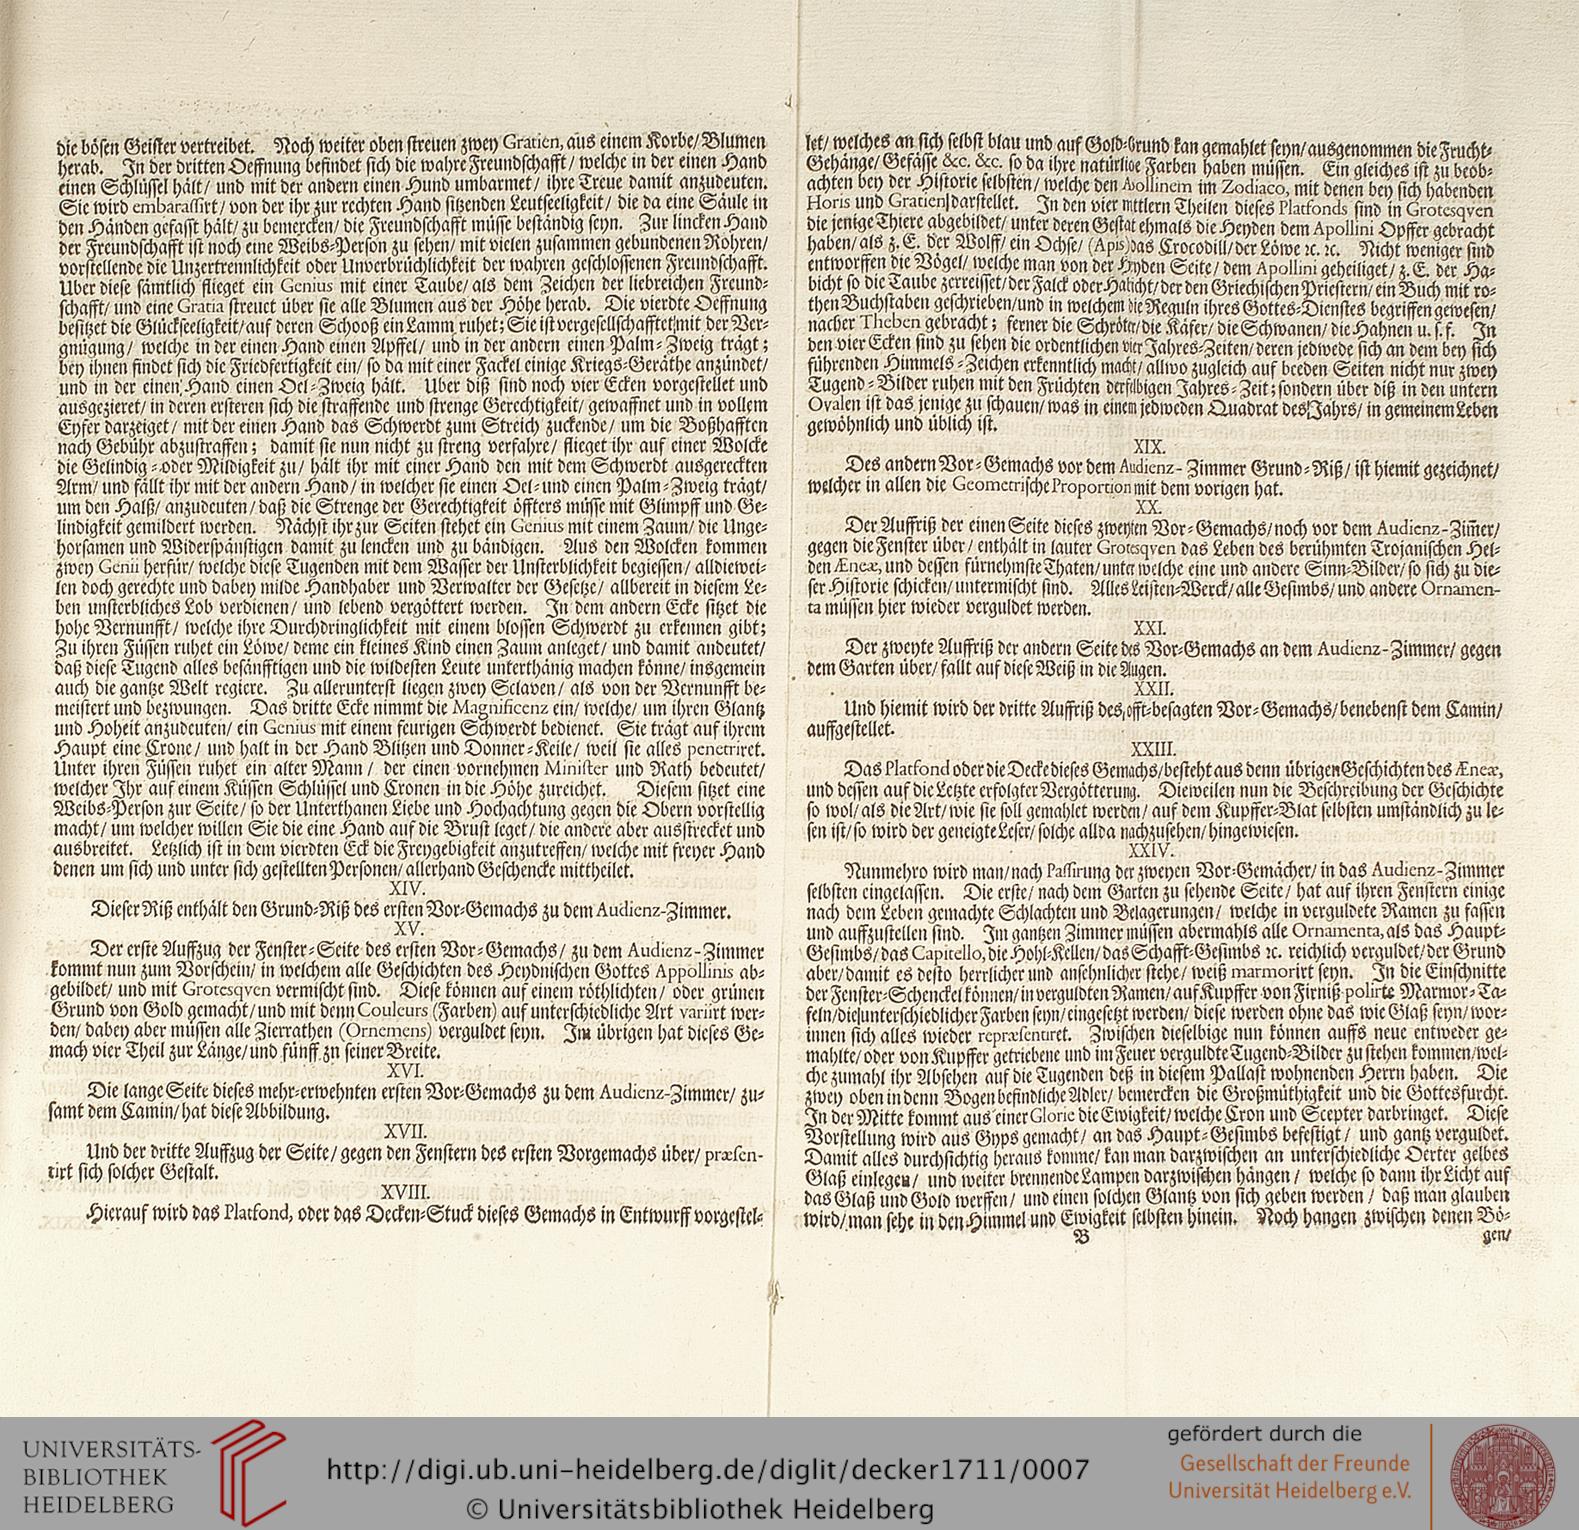 die bösen Geister vertreibet. Noch weiter oben streuen zwey Gratien, aus einem Korbe/ Blumen
herab. In der dritten Oeffnung befindet sich die wahre Freundschafft/ welche in der einen Hand
einen Schlüssel hält/ und mit der andern einen Hund umbarmet/ ihre Treue damit anzudeuten.
Sie wird embarassirt/ von der ihr zur rechten Hand sitzenden Leutseeligkeit/ die da eine Säule in
den Händen gefasst hält/ zu bemercken/ die Freundschafft müsse beständig seyn. Zur lincken Hand
der Freundschafft ist noch eine Weibs-Person zu sehen/ mit vielen zusammen gebundenen Rohren/
vorstellende die Unzertrennlichkeit oder Unverbrüchlichkeit der wahren geschlossenen Freundschafft.
Uber diese sämtlich flieget ein Genius mit einer Taube/ als dem Zeichen der liebreichen Freund-
schafft/ und eine Gratia streuet über sie alle Blumen aus der Höhe herab. Die vierdte Oeffnung
besitzet die Glückseeligkeit/ auf deren Schooß ein Lamm ruhet; Sie ist vergesellschafftet mit der Ver-
gnügung/ welche in der einen Hand einen Apffel/ und in der andern einen Palm-Zweig trägt;
bey ihnen findet sich die Friedfertigkeit ein/ so da mit einer Fackel einige Kriegs-Geräthe anzündet/
und in der einen Hand einen Oel-Zweig hält. Uber diß sind noch vier Ecken vorgestellet und
ausgezieret/ in deren ersteren sich die straffende und strenge Gerechtigkeit/ gewaffnet und in vollem
Eyfer darzeiget/ mit der einen Hand das Schwerdt zum Streich zuckende/ um die Boßhafften
nach Gebühr abzustraffen; damit sie nun nicht zu streng verfahre/ flieget ihr auf einer Wolcke
die Gelindig- oder Mildigkeit zu/ hält ihr mit einer Hand den mit dem Schwerdt ausgereckten
Arm/ und fällt ihr mit der andern Hand/ in welcher sie einen Oel- und einen Palm-Zweig trägt/
um den Halß/ anzudeuten/ daß die Strenge der Gerechtigkeit öffters müsse mit Glimpff und Ge-
lindigkeit gemildert werden. Nächst ihr zur Seiten stehet ein Genius mit einem Zaum/ die Unge-
horsamen und Widerspänstigen damit zu lencken und zu bändigen. Aus den Wolcken kommen
zwey Genii herfür/ welche diese Tugenden mit dem Wasser der Unsterblichkeit begiessen/ alldiewei-
len doch gerechte und dabey milde Handhaber und Verwalter der Gesetze/ allbereit in diesem Le-
ben unsterbliches Lob verdienen/ und lebend vergöttert werden. In dem andern Ecke sitzet die
hohe Vernunfft/ welche ihre Durchdringlichkeit mit einem blossen Schwerdt zu erkennen gibt;
Zu ihren Füssen ruhet ein Löwe/ deme ein kleines Kind einen Zaum anleget/ und damit andeutet/
daß diese Tugend alles besänfftigen und die wildesten Leute unterthänig machen könne/ insgemein
auch die gantze Welt regiere. Zu allerunterst liegen zwey Sclaven/ als von der Vernunfft be-
meistert und bezwungen. Das dritte Ecke nimmt die Magnificenz ein/ welche/ um ihren Glantz
und Hoheit anzudeuten/ ein Genius mit einem feurigen Schwerdt bedienet. Sie trägt auf ihrem
Haupt eine Crone/ und halt in der Hand Blitzen und Donner-Keile/ weil sie alles penetriret.
Unter ihren Füssen ruhet ein alter Mann/ der einen vornehmen Minister und Rath bedeutet/
welcher Ihr auf einem Küssen Schlüssel und Cronen in die Höhe zureichet. Diesem sitzet eine
Weibs-Person zur Seite/ so der Unterthanen Liebe und Hochachtung gegen die Obern vorstellig
macht/ um welcher willen Sie die eine Hand auf die Brust leget/ die andere aber ausstrecket und
ausbreitet. Letzlich ist in dem vierdten Eck die Freygebigkeit anzutreffen/ welche mit freyer Hand
denen um sich und unter sich gestellten Personen/ allerhand Geschencke mittheilet.
XIV.
Dieser Riß enthält den Grund-Riß des ersten Vor-Gemachs zu dem Audienz-Zimmer.
XV.
Der erste Auffzug der Fenster-Seite des ersten Vor-Gemachs/ zu dem Audienz-Zimmer
kommt nun zum Vorschein/ in welchem alle Geschichten des Heydnischen Gottes Appollinis ab-
gebildet/ und mit Grotesqven vermischt sind. Diese können auf einem röthlichten/ oder grünen
Grund von Gold gemacht/ und mit denn Couleurs (Farben) auf unterschiedliche Art variirt wer-
den/ dabey aber müssen alle Zierrathen (Ornemens) verguldet seyn. Im übrigen hat dieses Ge-
mach vier Theil zur Länge/ und fünff zn seiner Breite.
XVI.
Die lange Seite dieses mehr-erwehnten ersten Vor-Gemachs zu dem Audienz-Zimmer/ zu-
samt dem Camin/ hat diese Abbildung.
XVII.
Und der dritte Auffzug der Seite/ gegen den Fenstern des ersten Vorgemachs über/ præsen-
tirt sich solcher Gestalt.
XVIII.
Hierauf wird das Platfond, oder das Decken-Stuck dieses Gemachs in Entwurff vorgestel-
let/ welches an sich selbst blau und auf Gold-Grund kan gemahlet seyn/ ausgenommen die Frucht-
Gehänge/ Gefässe &c. &c. so da ihre natürliche Farben haben müssen. Ein gleiches ist zu beob-
achten bey der Historie selbsten/ welche den Apollinem im Zodiaco, mit denen bey sich habenden
Horis und Gratien darstellet. In den vier mittlern Theilen dieses Platfonds sind in Grotesqven
die jenige Thiere abgebildet/ unter deren Gestat ehmals die Heyden dem Apollini Opffer gebracht
haben/ als z. E. der Wolff/ ein Ochse/ (Apis) das Crocodill/ der Löwe ꝛc. ꝛc. Nicht weniger sind
entworffen die Vögel/ welche man von der Heyden Seite/ dem Apollini geheiliget/ z. E. der Ha-
bicht so die Taube zerreisset/ der Falck oder Habicht/ der den Griechischen Priestern/ ein Buch mit ro-
then Buchstaben geschrieben/ und in welchem die Reguln ihres Gottes-Dienstes begriffen gewesen/
nacher Theben gebracht; ferner die Schröter/ die Käfer/ die Schwanen/ die Hahnen u. s. f. In
den vier Ecken sind zu sehen die ordentlichen vier Jahres-Zeiten/ deren jedwede sich an dem bey sich
führenden Himmels-Zeichen erkenntlich macht/ allwo zugleich auf beeden Seiten nicht nur zwey
Tugend-Bilder ruhen mit den Früchten derselbigen Jahres-Zeit; sondern über diß in den untern
Ovalen ist das jenige zu schauen/ was in einem jedweden Quadrat des Jahrs/ in gemeinem Leben
gewöhnlich und üblich ist.
XIX.
Des andern Vor-Gemachs vor dem Audienz-Zimmer Grund-Riß/ ist hiemit gezeichnet/
welcher in allen die Geometrische Proportion mit dem vorigen hat.
XX.
Der Auffriß der einen Seite dieses zweyten Vor-Gemachs/ noch vor dem Audienz-Zim̃er/
gegen die Fenster über/ enthält in lauter Grotesqven das Leben des berühmten Trojanischen Hel-
den Æneæ, und dessen fürnehmste Thaten/ unter welche eine und andere Sinn-Bilder/ so sich zu die-
ser Historie schicken/ untermischt sind. Alles Leisten-Werck/ alle Gesimbs/ und andere Ornamen-
ta müssen hier wieder verguldet werden.
XXI.
Der zweyte Auffriß der andern Seite des Vor-Gemachs an dem Audienz-Zimmer/ gegen
dem Garten über/ fallt auf diese Weiß in die Augen.
XXII.
Und hiemit wird der dritte Auffriß des offt-besagten Vor-Gemachs/ benebenst dem Camin/
auffgestellet.
XXIII.
Das Platfond oder die Decke dieses Gemachs/ besteht aus denn übrigen Geschichten des Æneæ,
und dessen auf die Letzte erfolgter Vergötterung. Dieweilen nun die Beschreibung der Geschichte
so wol/ als die Art/ wie sie soll gemahlet werden/ auf dem Kupffer-Blat selbsten umständlich zu le-
sen ist/ so wird der geneigte Leser/ solche allda nachzusehen/ hingewiesen.
XXIV.
Nunmehro wird man/ nach Passirung der zweyen Vor-Gemächer/ in das Audienz-Zimmer
selbsten eingelassen. Die erste/ nach dem Garten zu sehende Seite/ hat auf ihren Fenstern einige
nach dem Leben gemachte Schlachten und Belagerungen/ welche in verguldete Ramen zu fassen
und auffzustellen sind. Im gantzen Zimmer müssen abermahls alle Ornamenta, als das Haupt-
Gesimbs/ das Capitello, die Hohl-Kellen/ das Schafft-Gesimbs ꝛc. reichlich verguldet/ der Grund
aber/ damit es desto herrlicher und ansehnlicher stehe/ weiß marmorirt seyn. In die Einschnitte
der Fenster-Schenckel können/ in verguldten Ramen/ auf Kupffer von Firniß polirte Marmor-Ta-
feln/ die unterschiedlicher Farben seyn/ eingesetzt werden/ diese werden ohne das wie Glaß seyn/ wor-
innen sich alles wieder repræsentiret. Zwischen dieselbige nun können auffs neue entweder ge-
mahlte/ oder von Kupffer getriebene und im Feuer verguldte Tugend-Bilder zu stehen kommen/ wel-
che zumahl ihr Absehen auf die Tugenden deß in diesem Pallast wohnenden Herrn haben. Die
zwey oben in denn Bogen befindliche Adler/ bemercken die Großmüthigkeit und die Gottesfurcht.
In der Mitte kommt aus einer Glorie die Ewigkeit/ welche Cron und Scepter darbringet. Diese
Vorstellung wird aus Gyps gemacht/ an das Haupt-Gesimbs befestigt/ und gantz verguldet.
Damit alles durchsichtig heraus komme/ kan man darzwischen an unterschiedliche Oerter gelbes
Glaß einlegen/ und weiter brennende Lampen darzwischen hängen/ welche so dann ihr Licht auf
das Glaß und Gold werffen/ und einen solchen Glantz von sich geben werden/ daß man glauben
wird/ man sehe in den Himmel und Ewigkeit selbsten hinein. Noch hangen zwischen denen Bö-
B gen/
UNIVERSITÄTS-
BIBLIOTHEK
HEIDELBERG
http://digi.ub.uni-heidelberg.de/diglit/decker1711/0007
© Universitätsbibliothek Heidelberg
gefördert durch die
Gesellschaft der Freunde
Universität Heidelberg e.V.